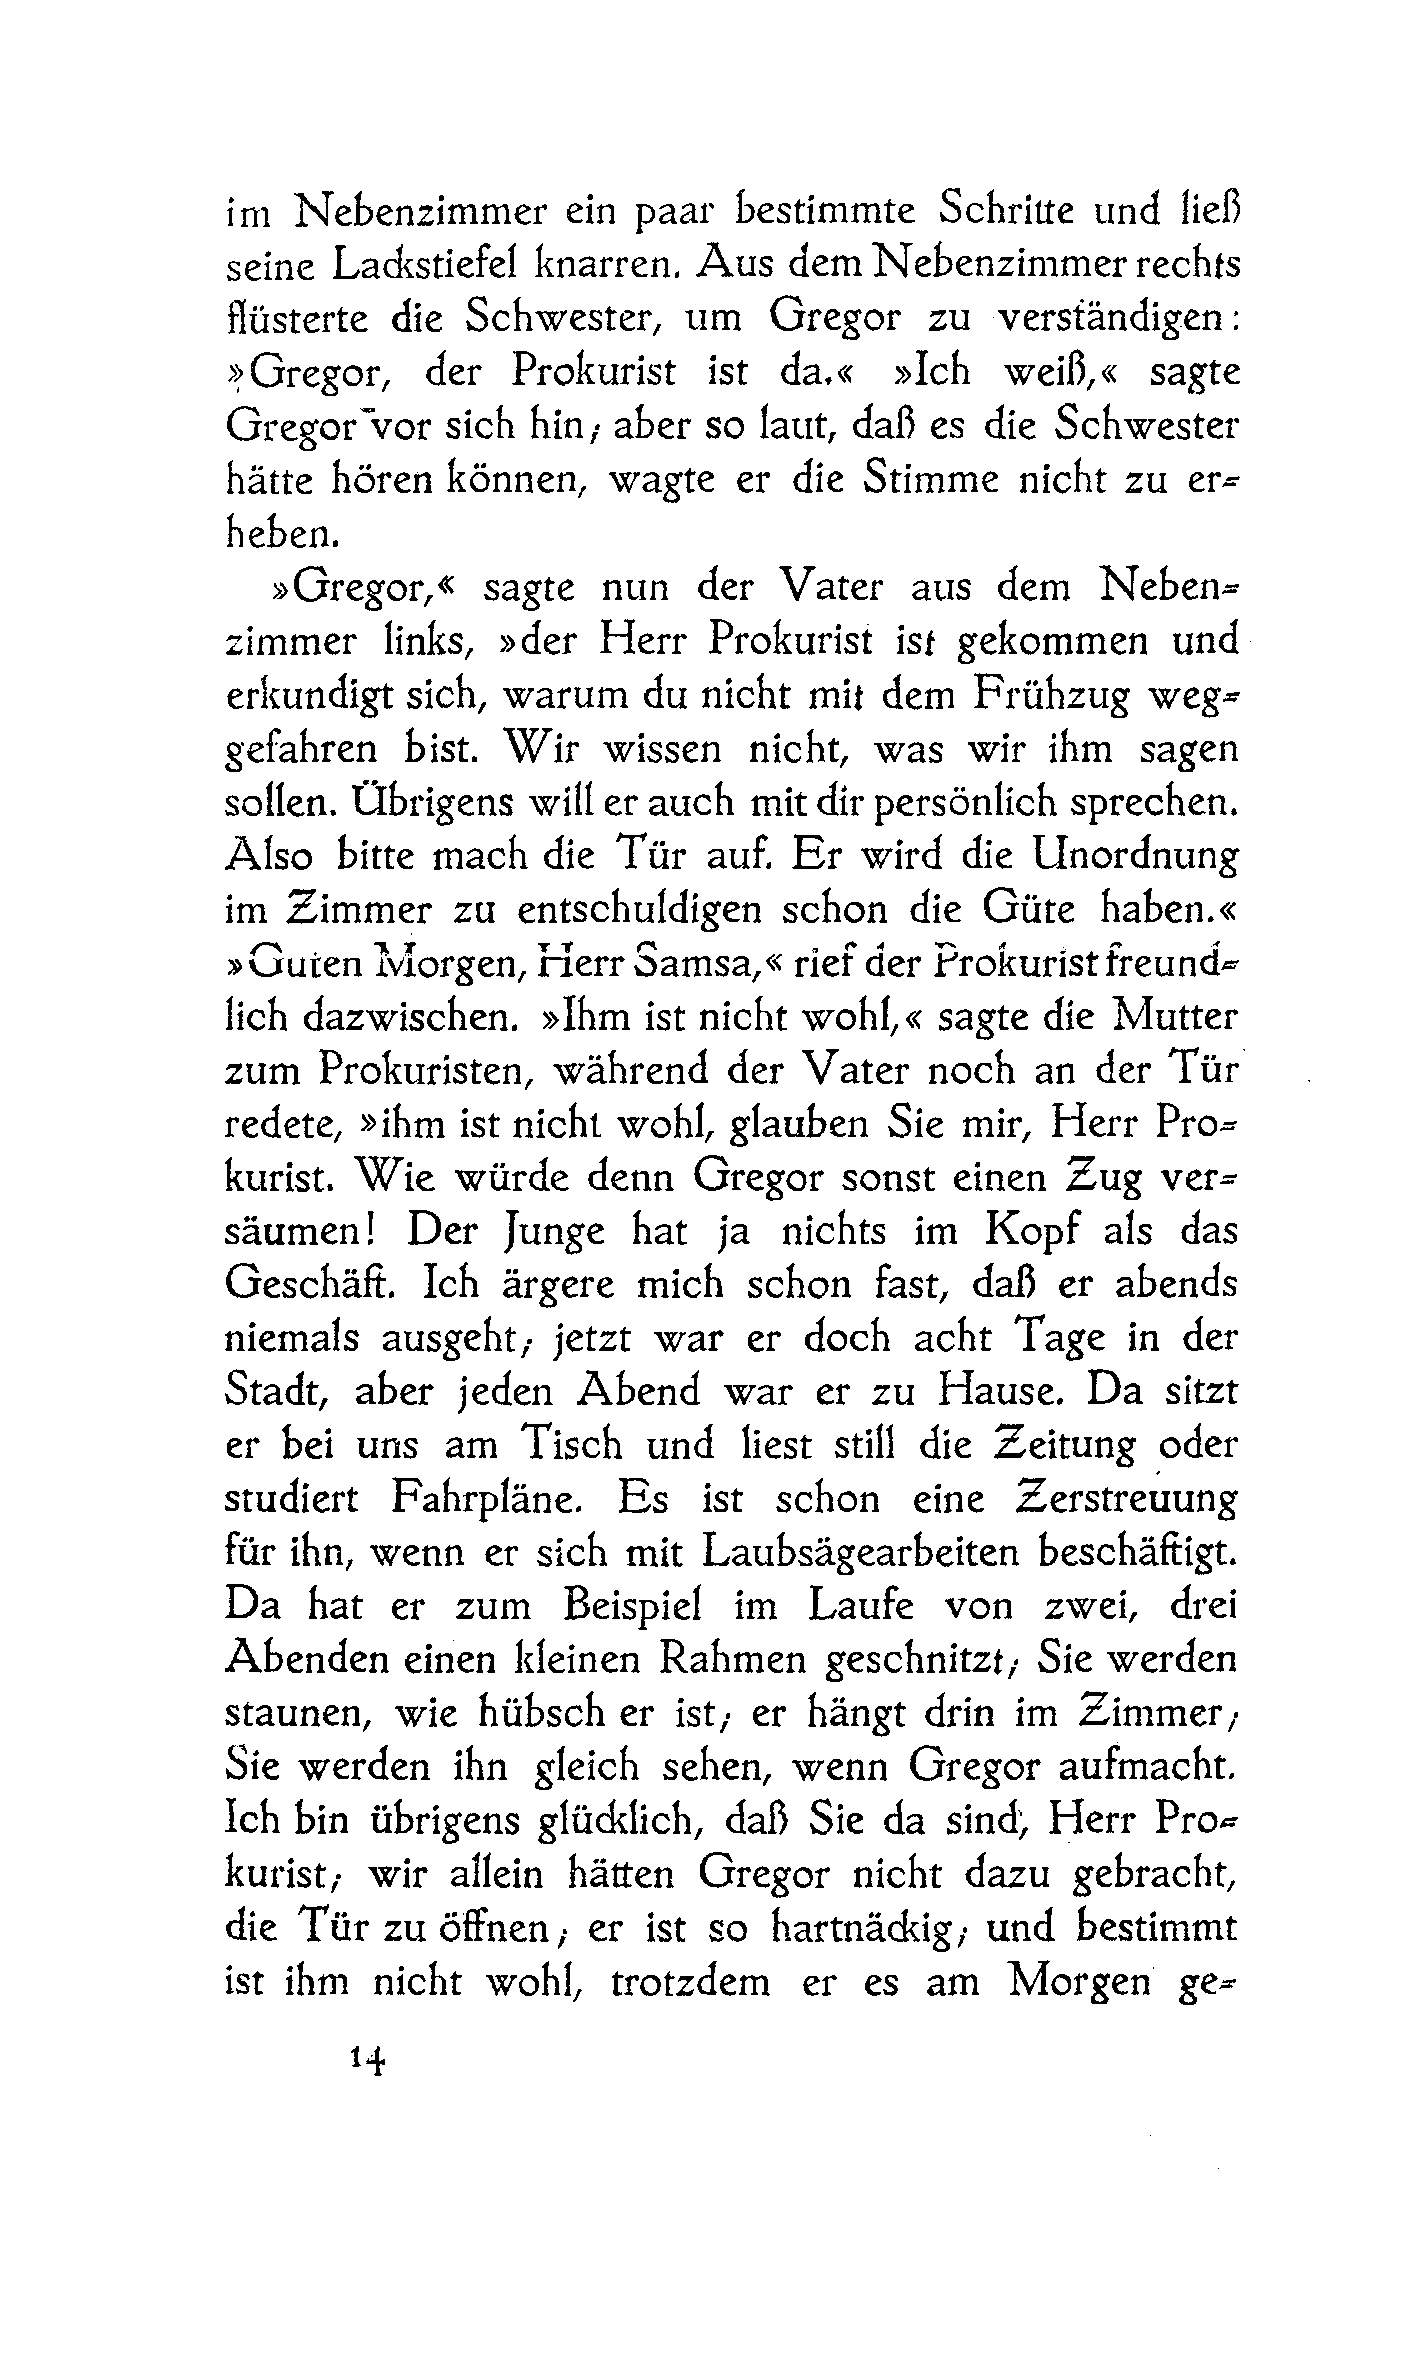 im Nebenzimmer ein paar bestimmte Schritte und ließ
seine Lackstiefel knarren. Aus dem Nebenzimmer rechts
flüsterte die Schwester, um Gregor zu verständigen:
»Gregor, der Prokurist ist da.« »Ich weiß,« sagte
Gregor vor sich hin; aber so laut, daß es die Schwester
hätte hören können, wagte er die Stimme nicht zu er-
heben.
»Gregor,« sagte nun der Vater aus dem Neben-
zimmer links, »der Herr Prokurist ist gekommen und
erkundigt sich, warum du nicht mit dem Frühzug weg-
gefahren bist. Wir wissen nicht, was wir ihm sagen
sollen. Übrigens will er auch mit dir persönlich sprechen.
Also bitte mach die Tür auf. Er wird die Unordnung
im Zimmer zu entschuldigen schon die Güte haben.«
»Guten Morgen, Herr Samsa,« rief der Prokurist freund-
lich dazwischen. »Ihm ist nicht wohl,« sagte die Mutter
zum Prokuristen, während der Vater noch an der Tür
redete, »ihm ist nicht wohl, glauben Sie mir, Herr Pro-
kurist. Wie würde denn Gregor sonst einen Zug ver-
säumen! Der Junge hat ja nichts im Kopf als das
Geschäft. Ich ärgere mich schon fast, daß er abends
niemals ausgeht; jetzt war er doch acht Tage in der
Stadt, aber jeden Abend war er zu Hause. Da sitzt
er bei uns am Tisch und liest still die Zeitung oder
studiert Fahrpläne. Es ist schon eine Zerstreuung
für ihn, wenn er sich mit Laubsägearbeiten beschäftigt.
Da hat er zum Beispiel im Laufe von zwei, drei
Abenden einen kleinen Rahmen geschnitzt; Sie werden
staunen, wie hübsch er ist; er hängt drin im Zimmer;
Sie werden ihn gleich sehen, wenn Gregor aufmacht.
Ich bin übrigens glücklich, daß Sie da sind, Herr Pro-
kurist; wir allein hätten Gregor nicht dazu gebracht,
die Tür zu öffnen; er ist so hartnäckig; und bestimmt
ist ihm nicht wohl, trotzdem er es am Morgen ge-
14